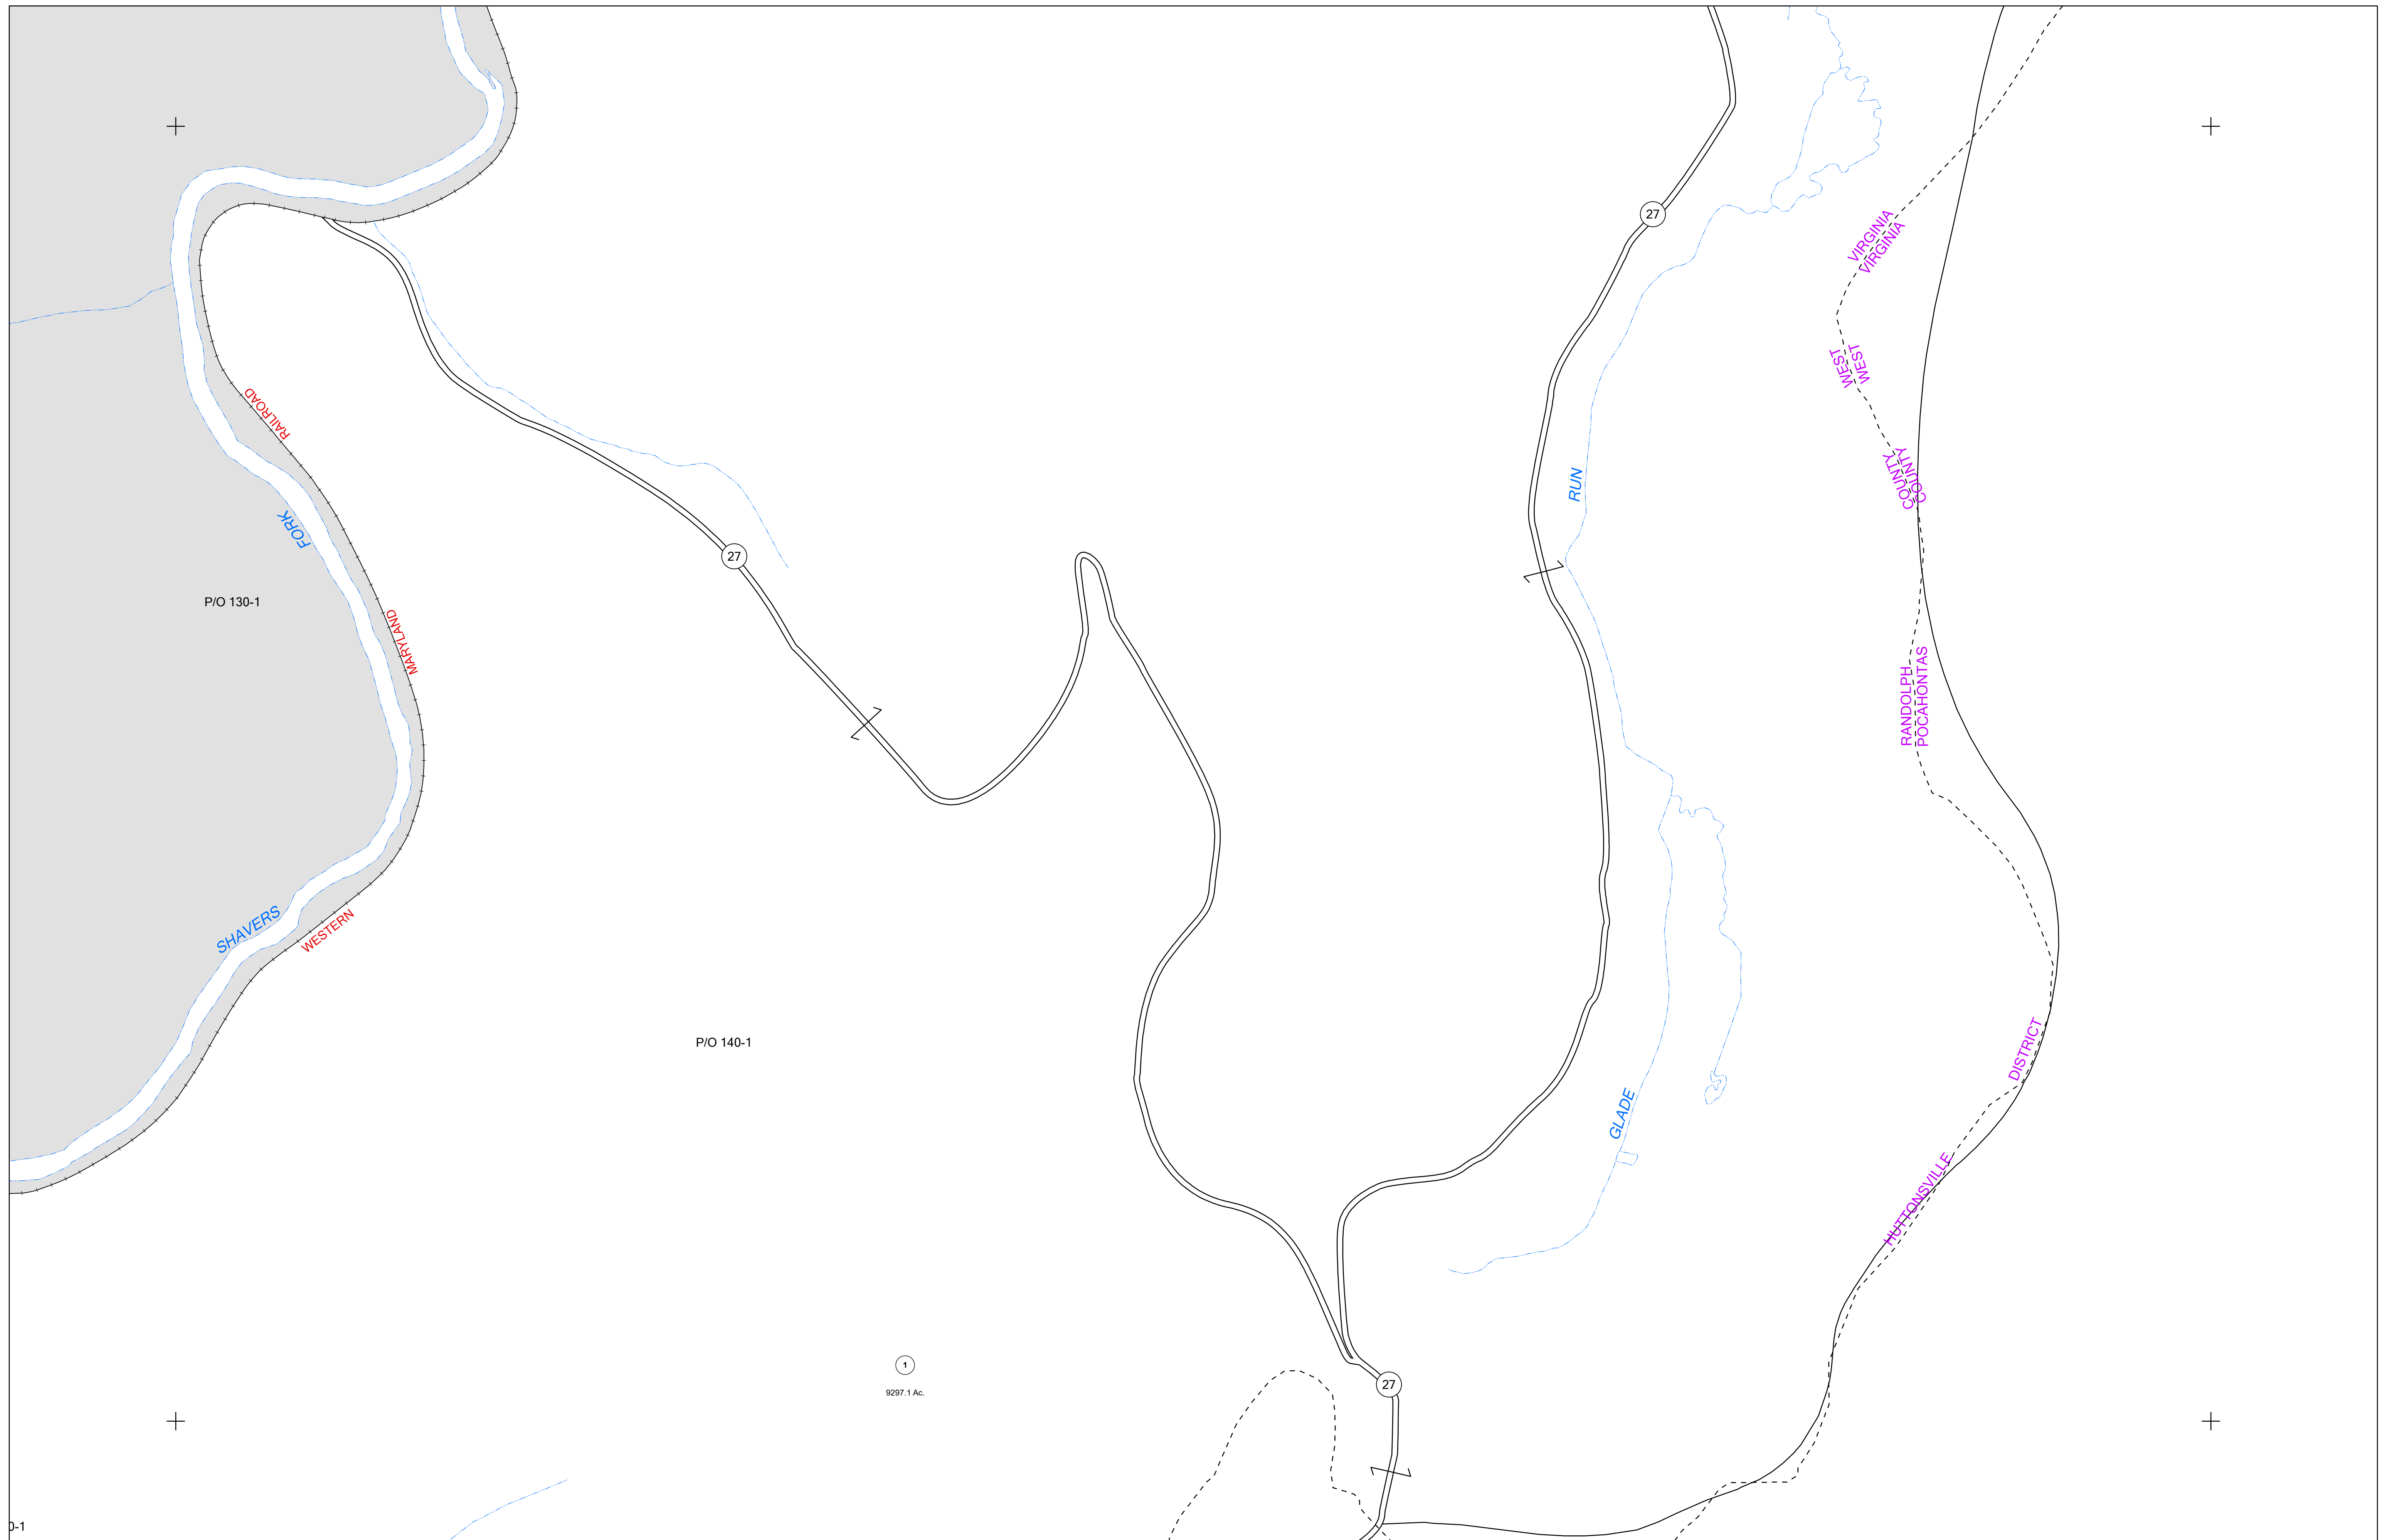 27
VIRGINIA
VIRGINIA
WEST
WEST
RAILROAD
COUNTY
COUNTY
RUN
FORK
27
P/O 130-1
MARYLAND
RANDOLPH
POCAHONTAS
SHAVERS
WESTERN
P/O 140-1
DISTRICT
GLADE
HUTTONSVILLE
1
9297.1 Ac.
27
0-1